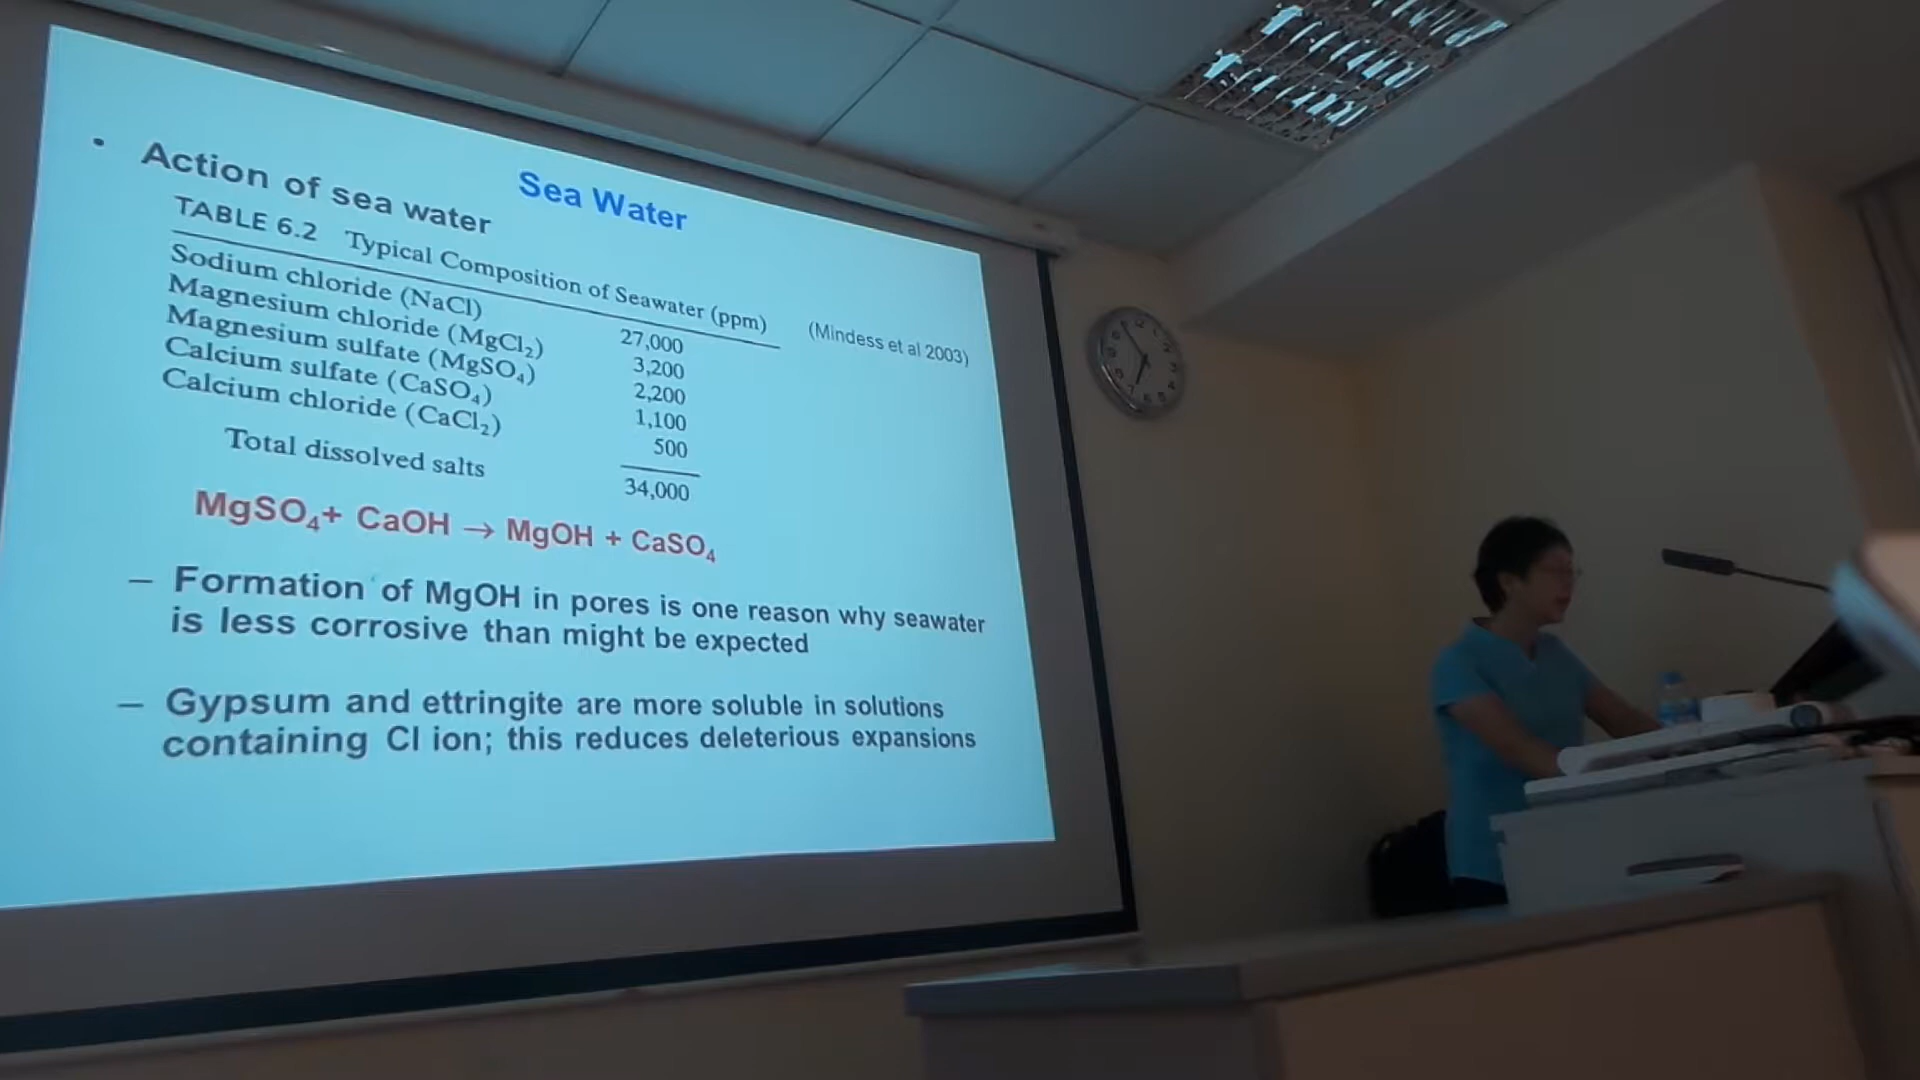 Sea Water
• Action of sea water
TABLE 6.2 Typical Composition of Seawater (ppm)
(Mindess et al 2003)
Sodium chloride (NaCl) 27,000
Magnesium chloride (MgCl₂) 3,200
Magnesium sulfate (MgSO₄) 2,200
Calcium sulfate (CaSO₄) 1,100
Calcium chloride (CaCl₂) 500
Total dissolved salts 34,000
MgSO₄+ CaOH → MgOH + CaSO₄
– Formation of MgOH in pores is one reason why seawater
is less corrosive than might be expected
– Gypsum and ettringite are more soluble in solutions
containing Cl ion; this reduces deleterious expansions